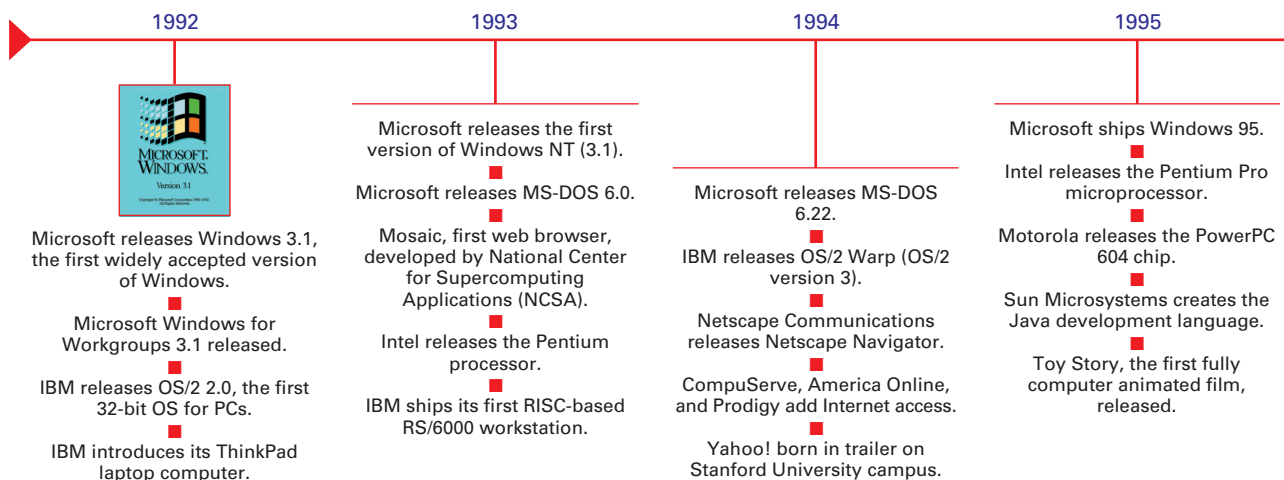 1992
1993
1994
1995
MICROSOFT.
WINDOWS.
Version 3.1
Copyright © Microsoft Corporation 1985-1992
All Rights Reserved.
Microsoft releases Windows 3.1,
the first widely accepted version
of Windows.
Microsoft Windows for
Workgroups 3.1 released.
IBM releases OS/2 2.0, the first
32-bit OS for PCs.
IBM introduces its ThinkPad
laptop computer.
Microsoft releases the first
version of Windows NT (3.1).
Microsoft releases MS-DOS 6.0.
Mosaic, first web browser,
developed by National Center
for Supercomputing
Applications (NCSA).
Intel releases the Pentium
processor.
IBM ships its first RISC-based
RS/6000 workstation.
Microsoft releases MS-DOS
6.22.
IBM releases OS/2 Warp (OS/2
version 3).
Netscape Communications
releases Netscape Navigator.
CompuServe, America Online,
and Prodigy add Internet access.
Yahoo! born in trailer on
Stanford University campus.
Microsoft ships Windows 95.
Intel releases the Pentium Pro
microprocessor.
Motorola releases the PowerPC
604 chip.
Sun Microsystems creates the
Java development language.
Toy Story, the first fully
computer animated film,
released.